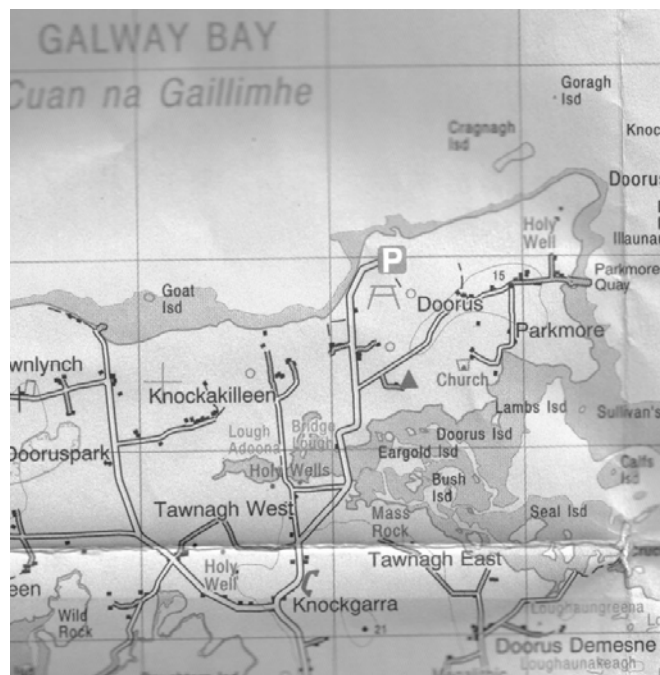 GALWAY BAY
Cuan na Gaillimhe
Goragh
Isd
Cragnagh
Isd
Knoc
Doorus
Holy
Well
Illauna
P
15
Parkmore
Quay
Goat
Isd
Doorus
Parkmore
wnlynch
Knockakilleen
Church
Lambs Isd
Sullivan's
Lough
Adoona
Bridge
Lough
Doorus Isd
Eargold Isd
Dooruspark
Holy Wells
Bush
Isd
Calfs
Isd
Tawnagh West
Mass
Rock
Seal Isd
Tawnagh East
Holy
Well
een
Wild
Rock
Knockgarra
21
Loughaungreena
Doorus Demesne
Loughaunakeagh